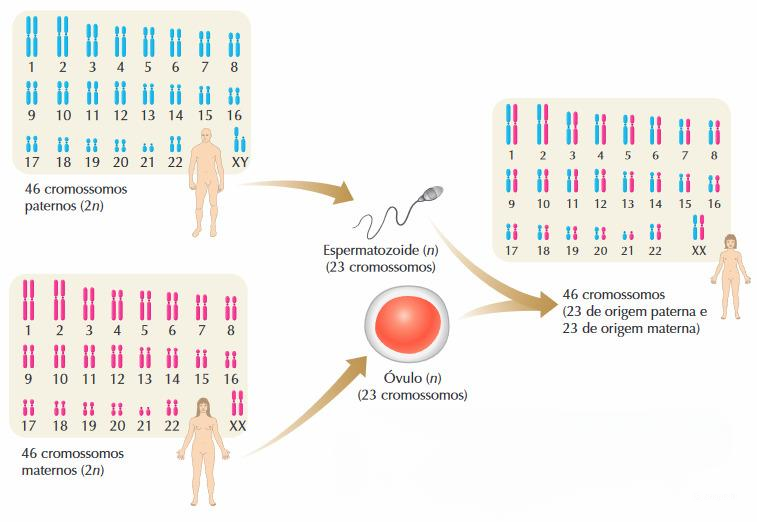 1 2 3 4 5 6 7 8
9 10 11 12 13 14 15 16
17 18 19 20 21 22 XY
46 cromossomos
paternos (2n)
Espermatozoide (n)
(23 cromossomos)
1 2 3 4 5 6 7 8
9 10 11 12 13 14 15 16
17 18 19 20 21 22 XX
46 cromossomos
maternos (2n)
Óvulo (n)
(23 cromossomos)
1 2 3 4 5 6 7 8
9 10 11 12 13 14 15 16
17 18 19 20 21 22 XX
46 cromossomos
(23 de origem paterna e
23 de origem materna)